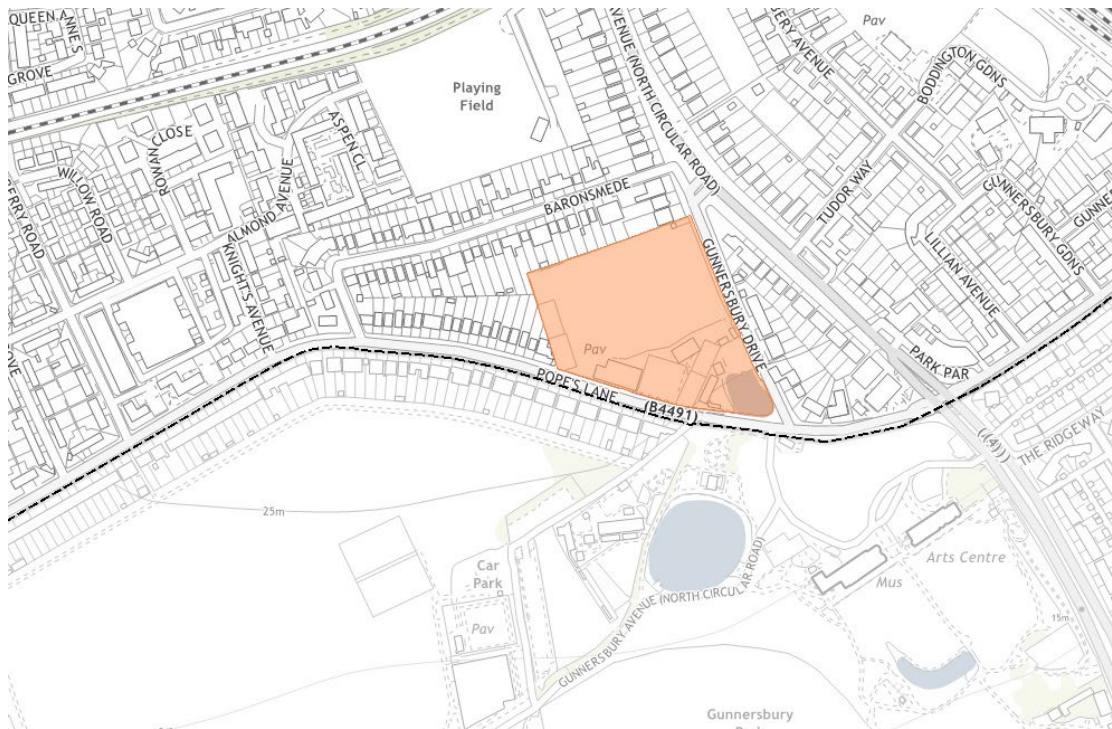 QUEEN ANNE'S
GROVE
Playing
Field
AVENUE (NORTH CIRCULAR ROAD)
Pav
BODDINGTON GDNS
ROWAN CLOSE
ASPEN CL
WILLOW ROAD
ALMOND AVENUE
BARONSMEDE
TUDOR WAY
GUNNERSBURY GDNS
KNIGHT'S AVENUE
GUNNERSBURY DRIVE
LILLIAN AVENUE
Pav
PARK PAR
POPE'S LANE
(B4491)
THE RIDGEWAY
25m
Car
Park
Arts Centre
Mus
GUNNERSBURY AVENUE (NORTH CIRCULAR ROAD)
Pav
15m
Gunnersbury